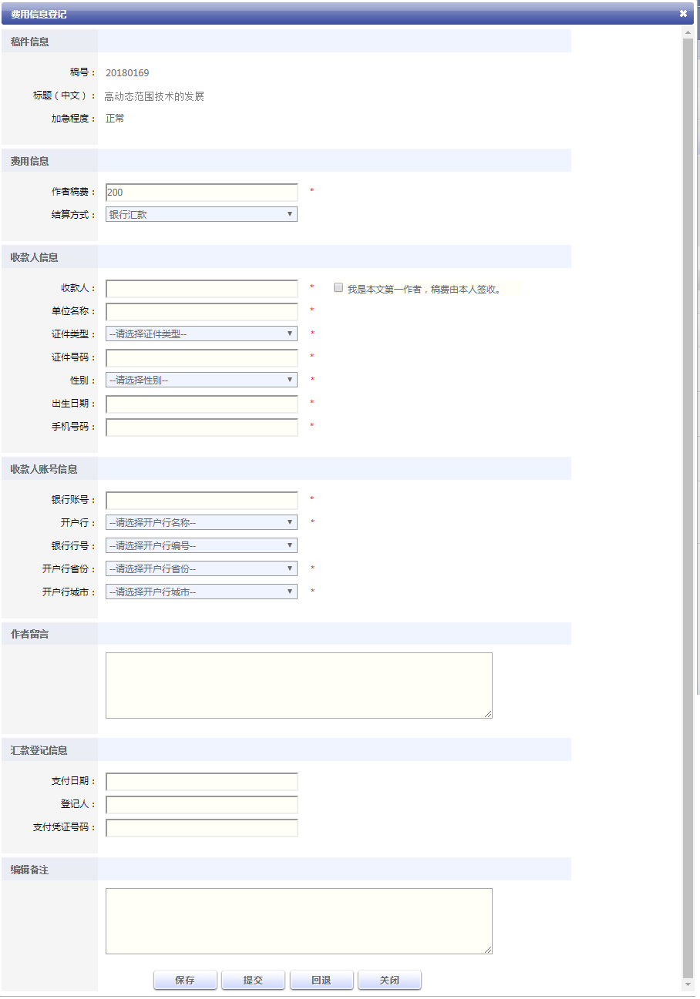 费用信息登记
稿件信息
稿号： 20180169
标题（中文）： 高动态范围技术的发展
加急程度： 正常
费用信息
作者稿费： 200 *
结算方式： 银行汇款
收款人信息
收款人： * 我是本文第一作者，稿费由本人签收。
单位名称： *
证件类型： --请选择证件类型-- *
证件号码： *
性别： --请选择性别-- *
出生日期： *
手机号码： *
收款人账号信息
银行账号： *
开户行： --请选择开户行名称-- *
银行行号： --请选择开户行编号--
开户行省份： --请选择开户行省份-- *
开户行城市： --请选择开户行城市-- *
作者留言
汇款登记信息
支付日期：
登记人：
支付凭证号码：
编辑备注
保存 提交 回退 关闭